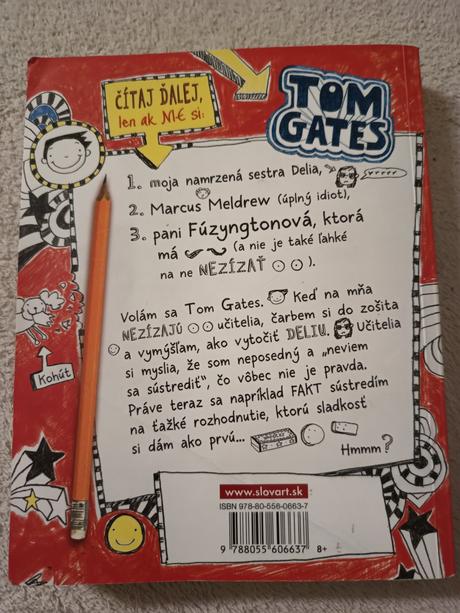 ČÍTAJ ĎALEJ,
len ak NIE si:
TOM
GATES
1. moja namrzená sestra Delia,
2. Marcus Meldrew (úplný idiot),
3. pani Fúzyngtonová, ktorá
má (a nie je také ľahké
na ne NEZÍZAŤ ).
Volám sa Tom Gates. Keď na mňa
NEZÍZAJÚ učitelia, čarbem si do zošita
a vymýšľam, ako vytočiť DELIU. Učitelia
si myslia, že som neposedný a „neviem
sa sústrediť“, čo vôbec nie je pravda.
Práve teraz sa napríklad FAKT sústredím
na ťažké rozhodnutie, ktorú sladkosť
si dám ako prvú...
Hmmm?
Kohút
www.slovart.sk
ISBN 978-80-556-0663-7
9 788055 606637 8+